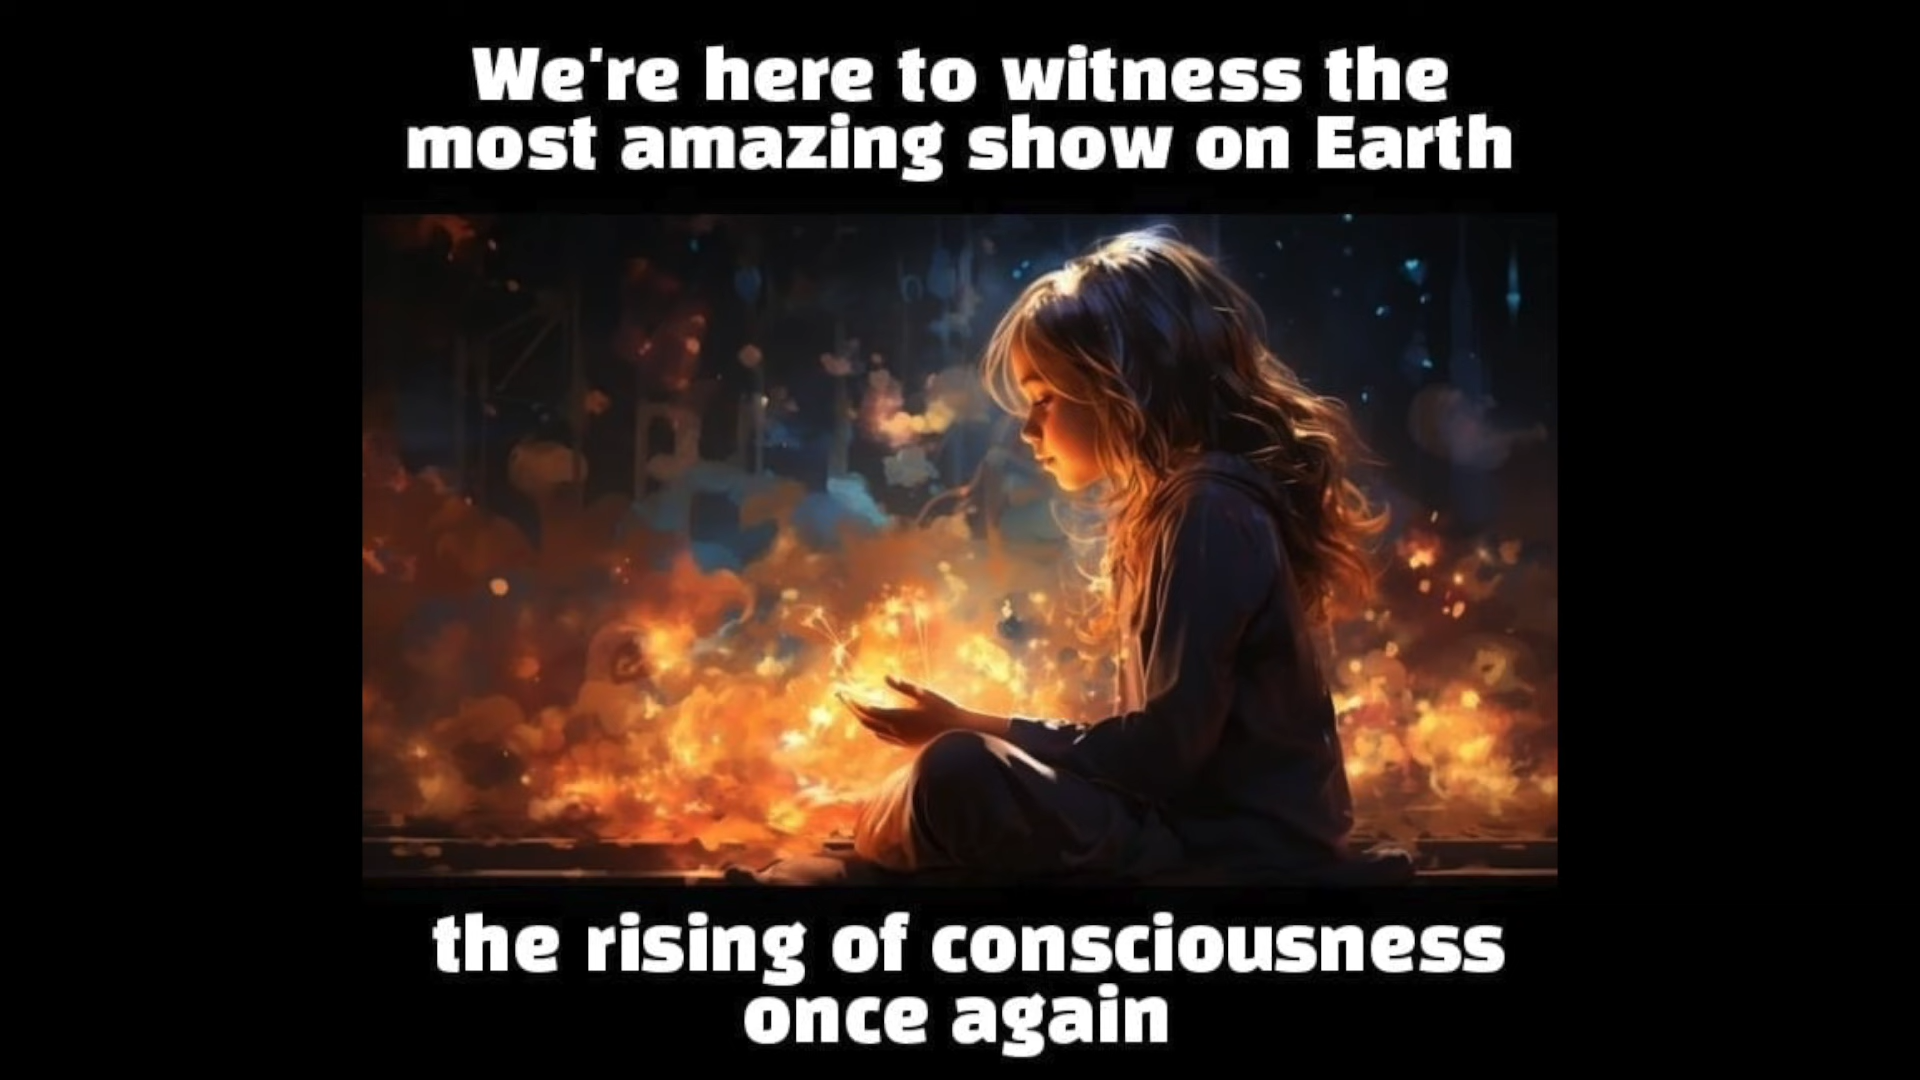 We're here to witness the
most amazing show on Earth
the rising of consciousness
once again